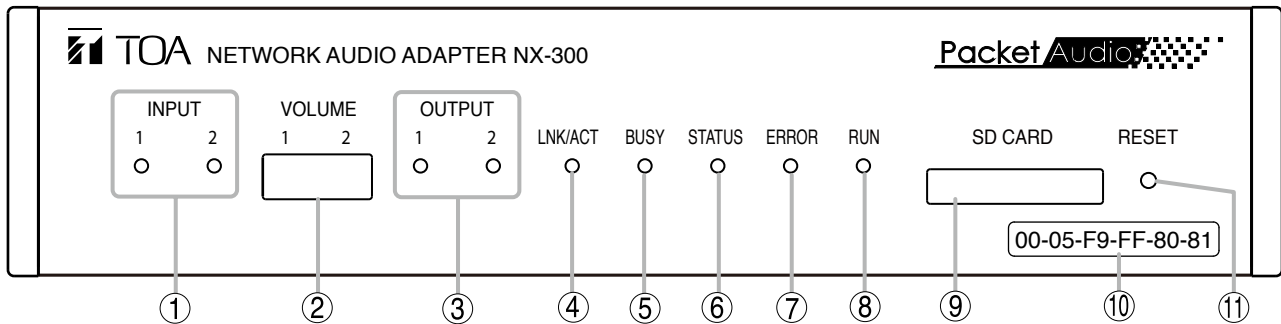 TOA NETWORK AUDIO ADAPTER NX-300
Packet Audio
INPUT VOLUME OUTPUT
1 2 1 2 1 2
LNK/ACT BUSY STATUS ERROR RUN SD CARD RESET
00-05-F9-FF-80-81
① ② ③ ④ ⑤ ⑥ ⑦ ⑧ ⑨ ⑩ ⑪